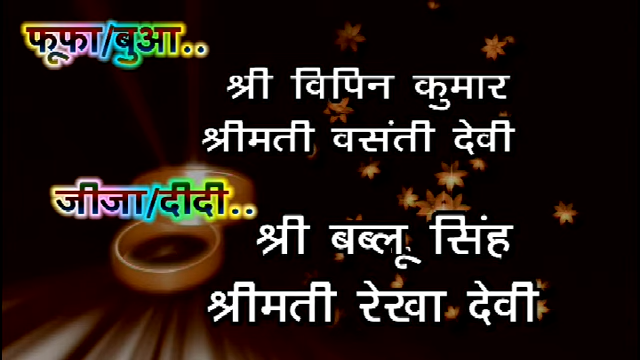 फूफा/बुआ..
श्री विपिन कुमार
श्रीमती वसंती देवी
जीजा/दीदी..
श्री बब्लू सिंह
श्रीमती रेखा देवी